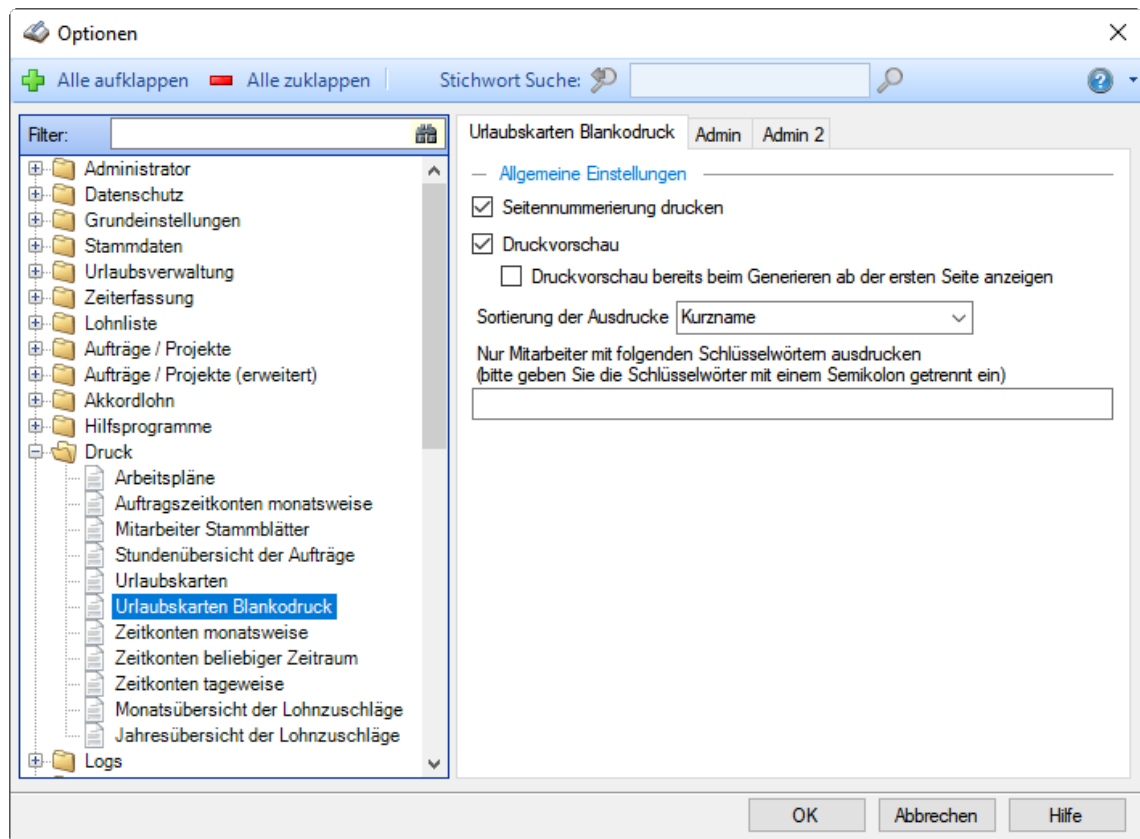 Optionen
Alle aufklappen Alle zuklappen Stichwort Suche:
Filter:
Administrator
Datenschutz
Grundeinstellungen
Stammdaten
Urlaubsverwaltung
Zeiterfassung
Lohnliste
Aufträge / Projekte
Aufträge / Projekte (erweitert)
Akkordlohn
Hilfsprogramme
Druck
Arbeitspläne
Auftragszeitkonten monatsweise
Mitarbeiter Stammblätter
Stundenübersicht der Aufträge
Urlaubskarten
Urlaubskarten Blankodruck
Zeitkonten monatsweise
Zeitkonten beliebiger Zeitraum
Zeitkonten tageweise
Monatsübersicht der Lohnzuschläge
Jahresübersicht der Lohnzuschläge
Logs
Urlaubskarten Blankodruck Admin Admin 2
Allgemeine Einstellungen
Seitennummerierung drucken
Druckvorschau
Druckvorschau bereits beim Generieren ab der ersten Seite anzeigen
Sortierung der Ausdrucke Kurzname
Nur Mitarbeiter mit folgenden Schlüsselwörtern ausdrucken
(bitte geben Sie die Schlüsselwörter mit einem Semikolon getrennt ein)
OK Abbrechen Hilfe